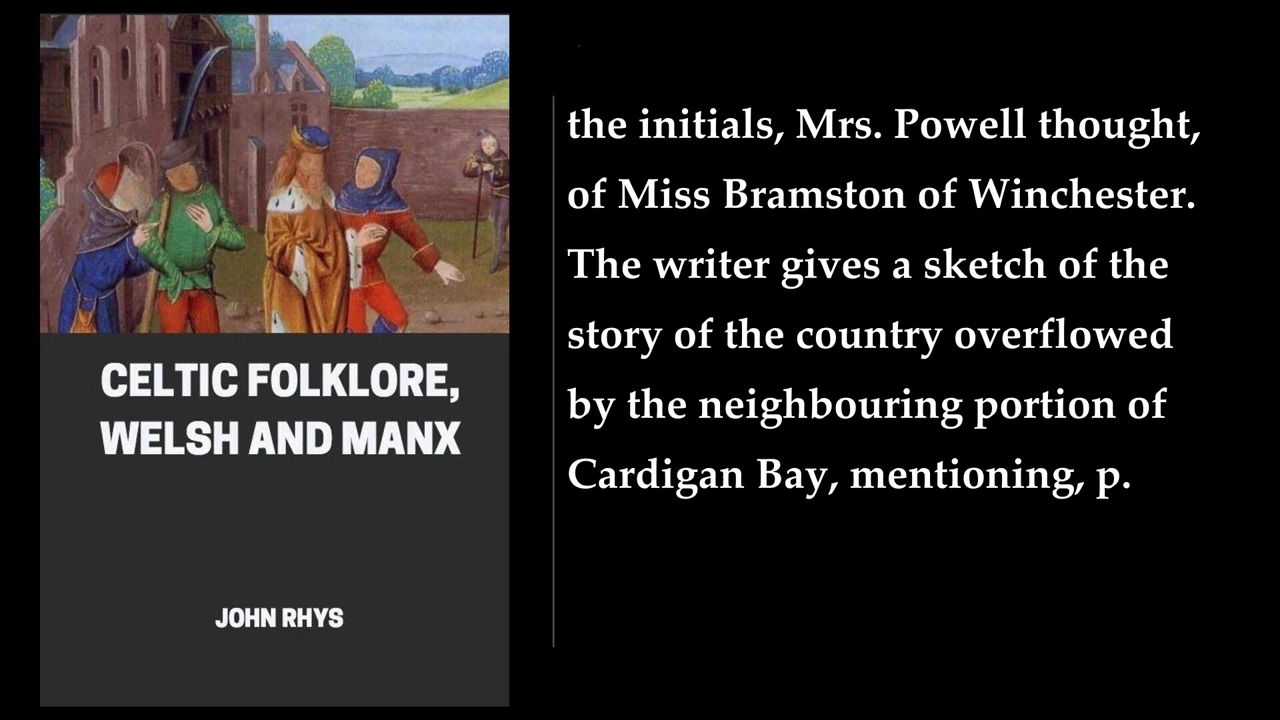 CELTIC FOLKLORE,
WELSH AND MANX
JOHN RHYS
the initials, Mrs. Powell thought,
of Miss Bramston of Winchester.
The writer gives a sketch of the
story of the country overflowed
by the neighbouring portion of
Cardigan Bay, mentioning, p.